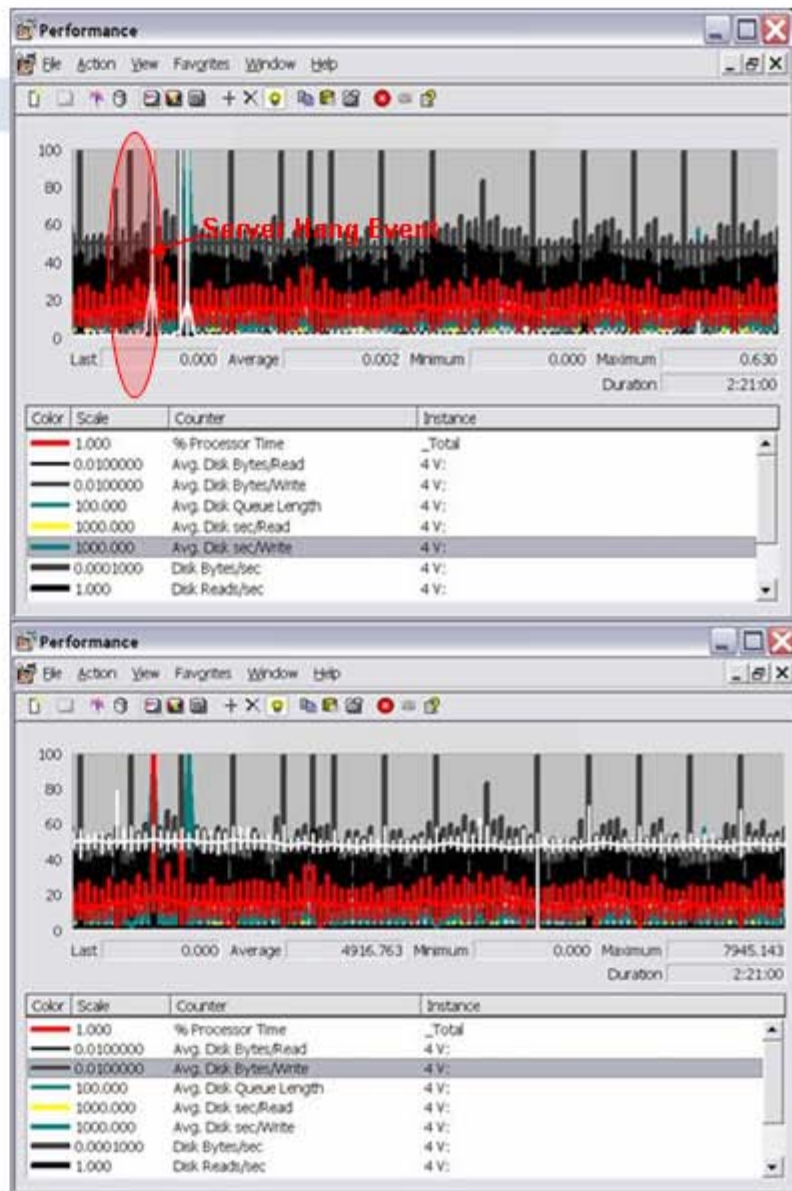 Performance
File Action View Favorites Window Help
100
80
60
40
20
0
Server Hang Event
Last 0.000 Average 0.002 Minimum 0.000 Maximum 0.630
Duration 2:21:00
Color Scale Counter Instance
1.000 % Processor Time _Total
0.0100000 Avg. Disk Bytes/Read 4 V:
0.0100000 Avg. Disk Bytes/Write 4 V:
100.000 Avg. Disk Queue Length 4 V:
1000.000 Avg. Disk sec/Read 4 V:
1000.000 Avg. Disk sec/Write 4 V:
0.0001000 Disk Bytes/sec 4 V:
1.000 Disk Reads/sec 4 V:
Performance
File Action View Favorites Window Help
100
80
60
40
20
0
Last 0.000 Average 4916.763 Minimum 0.000 Maximum 7945.143
Duration 2:21:00
Color Scale Counter Instance
1.000 % Processor Time _Total
0.0100000 Avg. Disk Bytes/Read 4 V:
0.0100000 Avg. Disk Bytes/Write 4 V:
100.000 Avg. Disk Queue Length 4 V:
1000.000 Avg. Disk sec/Read 4 V:
1000.000 Avg. Disk sec/Write 4 V:
0.0001000 Disk Bytes/sec 4 V:
1.000 Disk Reads/sec 4 V: